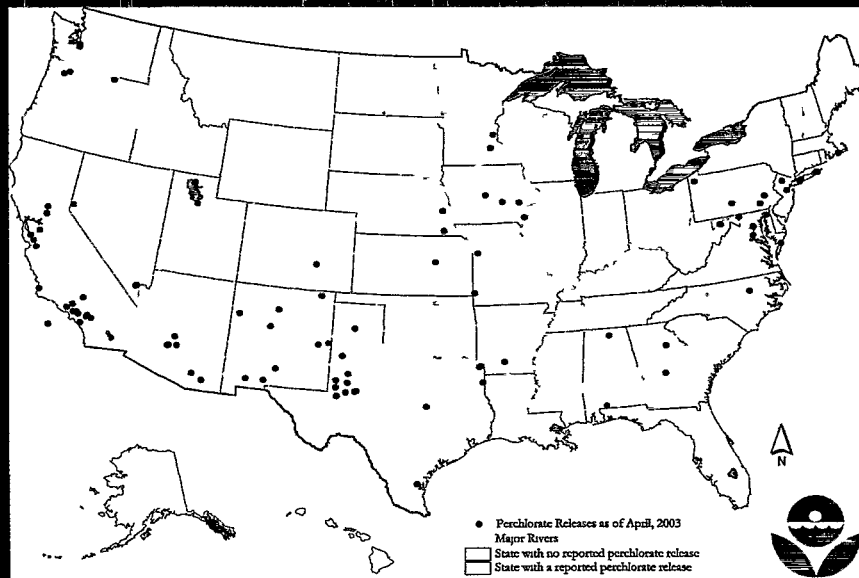 N
Perchlorate Releases as of April, 2003
Major Rivers
State with no reported perchlorate release
State with a reported perchlorate release